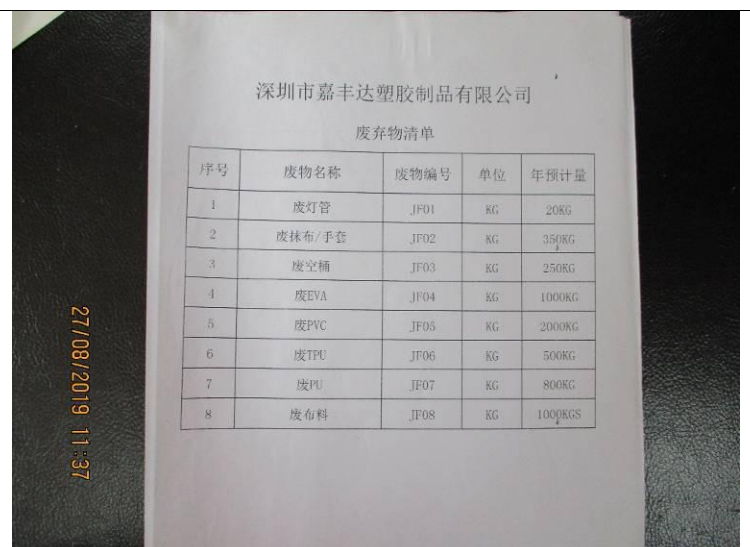 深圳市嘉丰达塑胶制品有限公司
废弃物清单
序号 废物名称 废物编号 单位 年预计量
1 废灯管 JF01 KG 20KG
2 废抹布/手套 JF02 KG 350KG
3 废空桶 JF03 KG 250KG
4 废EVA JF04 KG 1000KG
5 废PVC JF05 KG 2000KG
6 废TPU JF06 KG 500KG
7 废PU JF07 KG 800KG
8 废布料 JF08 KG 1000KGS
27/08/2019 11:37